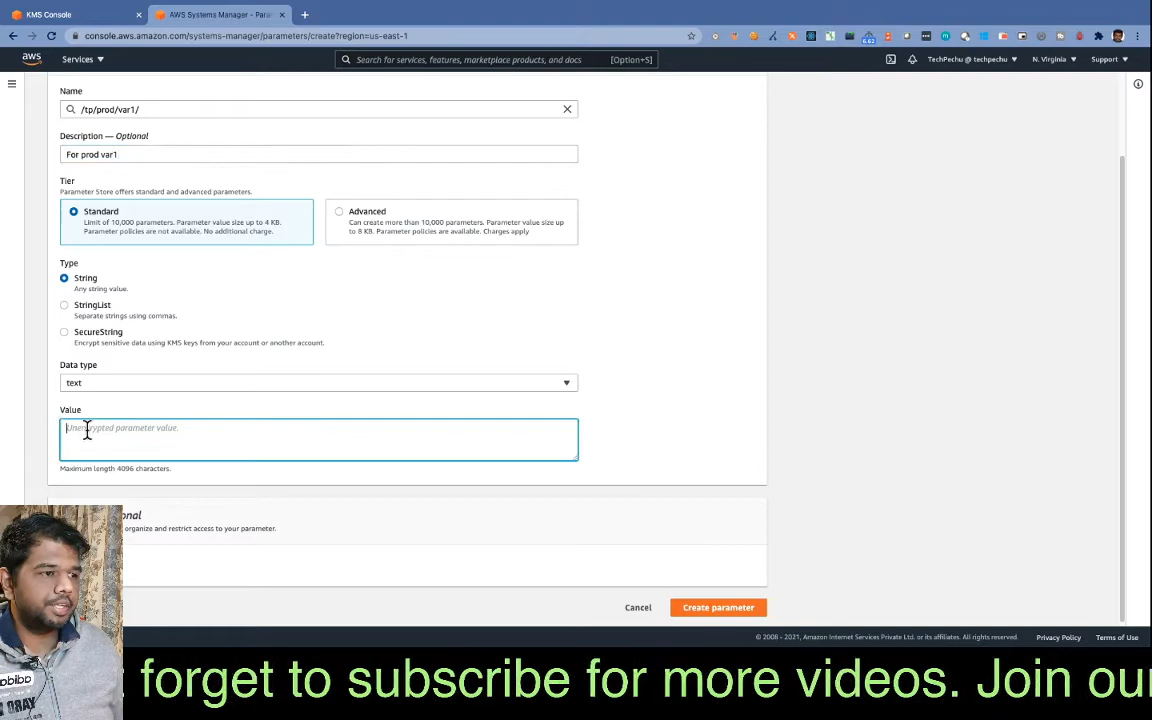 KMS Console
AWS Systems Manager - Para
console.aws.amazon.com/systems-manager/parameters/create?region=us-east-1
6.62
aws
Services
Search for services, features, marketplace products, and docs
[Option+S]
TechPechu @ techpechu
N. Virginia
Support
Name
/tp/prod/var1/
Description — Optional
For prod var1
Tier
Parameter Store offers standard and advanced parameters.
Standard
Limit of 10,000 parameters. Parameter value size up to 4 KB.
Parameter policies are not available. No additional charge.
Advanced
Can create more than 10,000 parameters. Parameter value size up
to 8 KB. Parameter policies are available. Charges apply
Type
String
Any string value.
StringList
Separate strings using commas.
SecureString
Encrypt sensitive data using KMS keys from your account or another account.
Data type
text
Value
Unencrypted parameter value.
Maximum length 4096 characters.
onal
organize and restrict access to your parameter.
Cancel
Create parameter
© 2008 - 2021, Amazon Internet Services Private Ltd. or its affiliates. All rights reserved.
Privacy Policy
Terms of Use
forget to subscribe for more videos. Join our